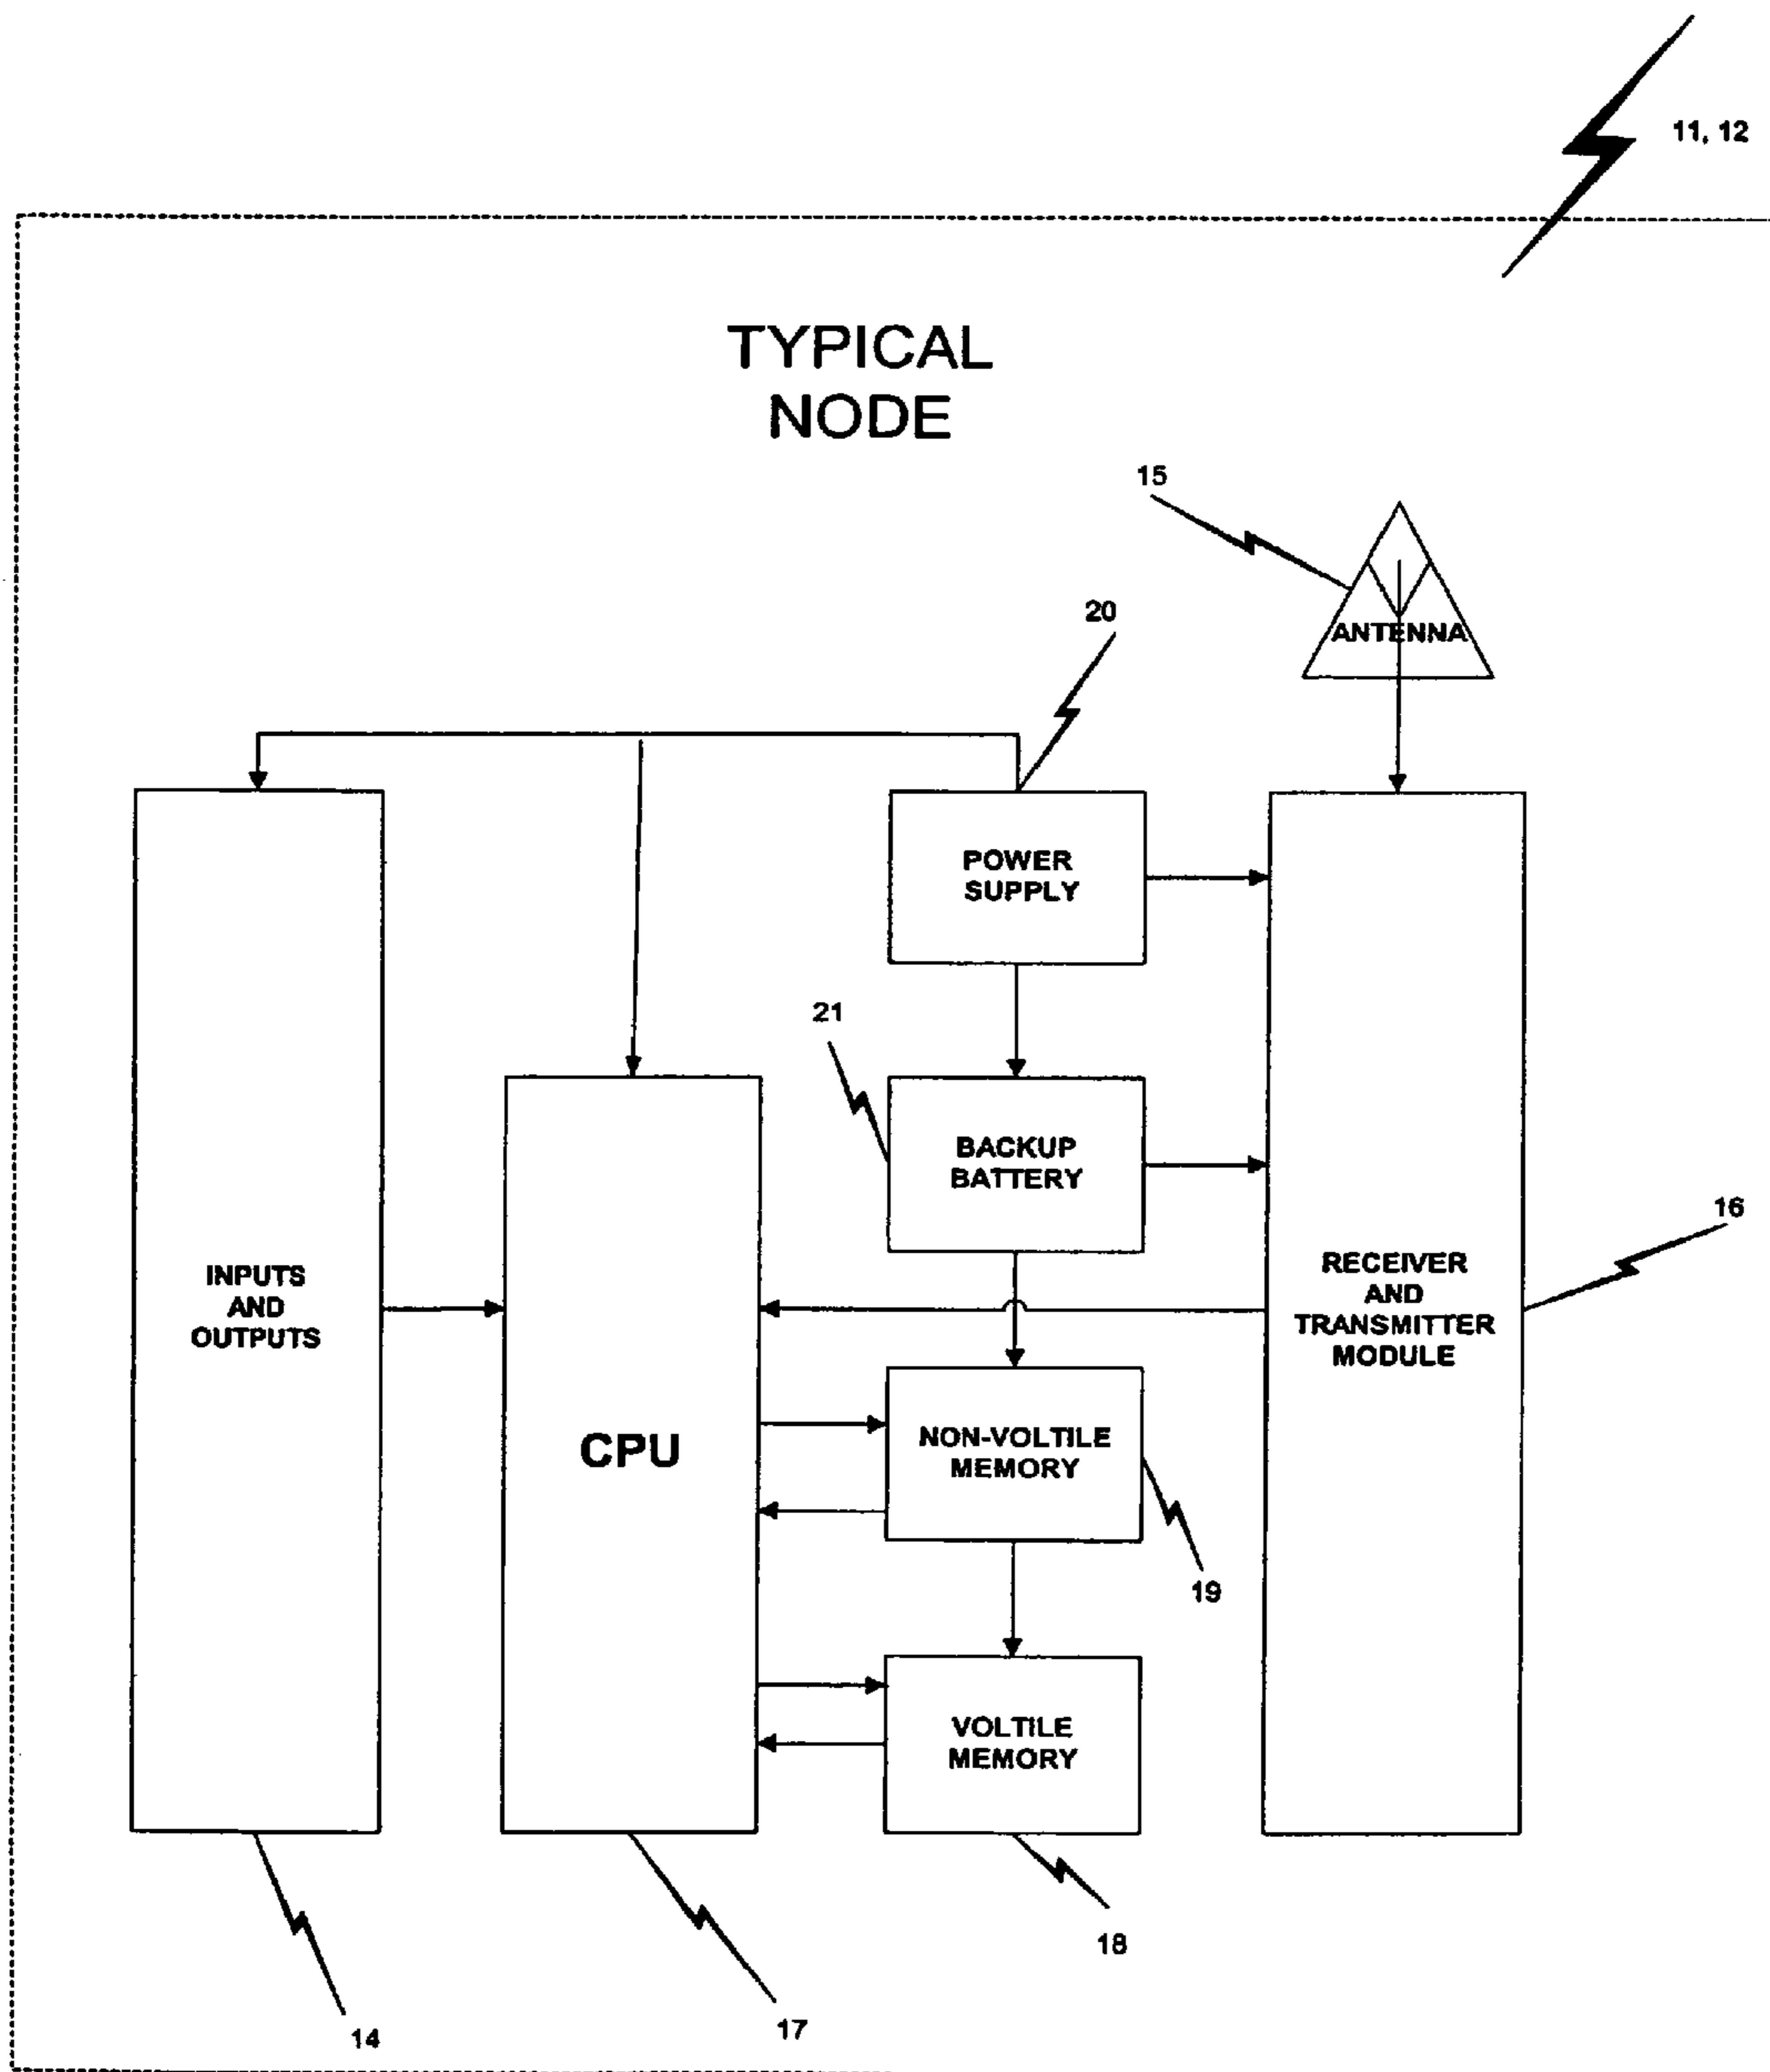 11, 12
TYPICAL
NODE
15
ANTENNA
20
POWER
SUPPLY
21
BACKUP
BATTERY
16
INPUTS
AND
OUTPUTS
RECEIVER
AND
TRANSMITTER
MODULE
CPU
NON-VOLTILE
MEMORY
19
VOLTILE
MEMORY
18
17
14